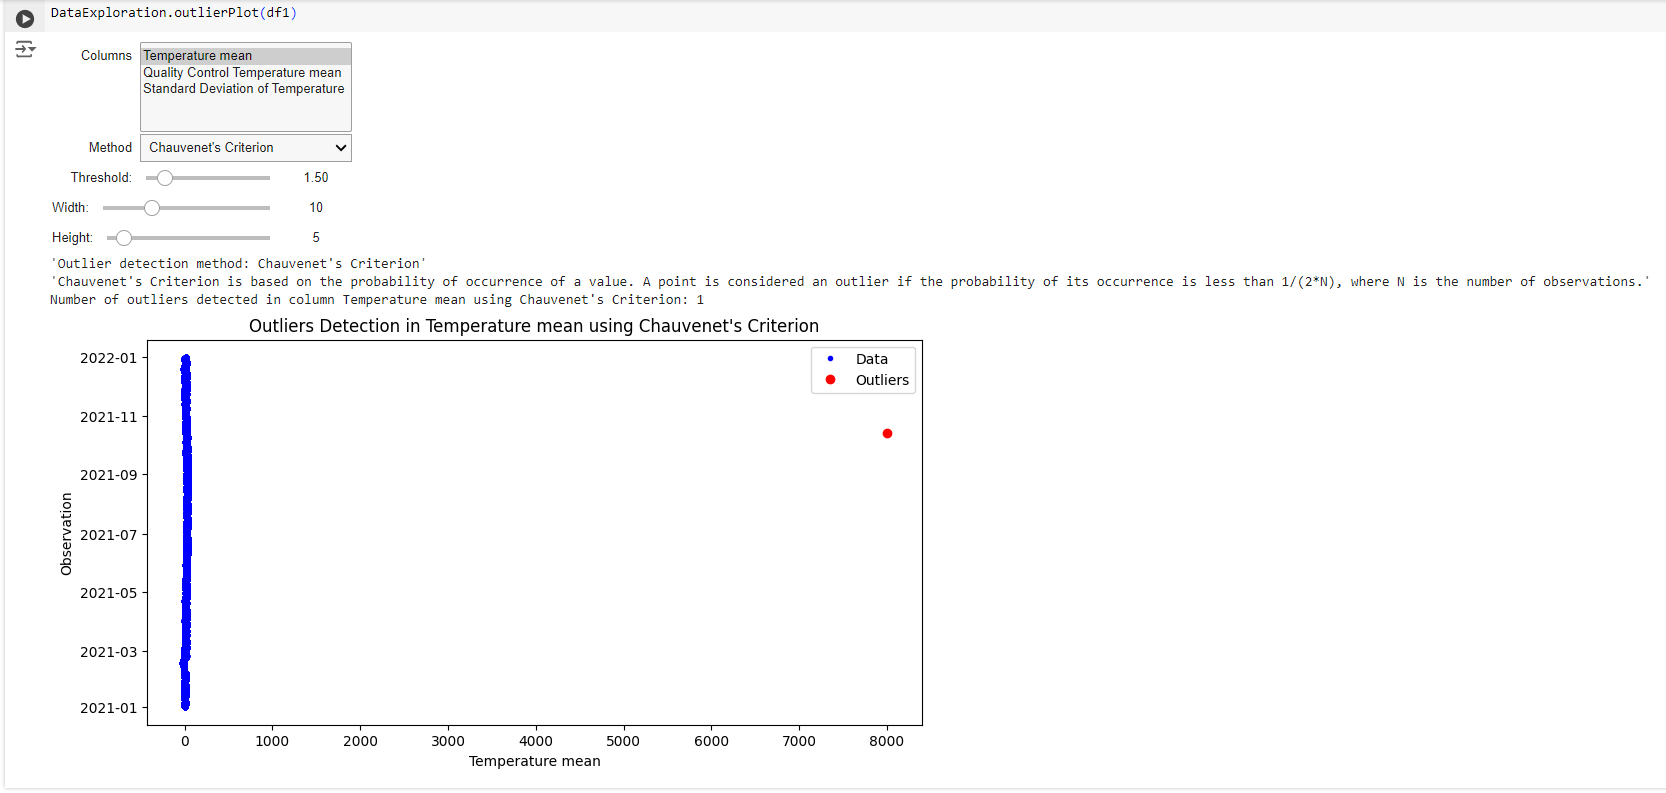 DataExploration.outlierPlot(df1)
Columns
Temperature mean
Quality Control Temperature mean
Standard Deviation of Temperature
Method Chauvenet's Criterion
Threshold: 1.50
Width: 10
Height: 5
'Outlier detection method: Chauvenet's Criterion'
'Chauvenet's Criterion is based on the probability of occurrence of a value. A point is considered an outlier if the probability of its occurrence is less than 1/(2*N), where N is the number of observations.'
Number of outliers detected in column Temperature mean using Chauvenet's Criterion: 1
Outliers Detection in Temperature mean using Chauvenet's Criterion
Data
Outliers
Observation
2022-01
2021-11
2021-09
2021-07
2021-05
2021-03
2021-01
0 1000 2000 3000 4000 5000 6000 7000 8000
Temperature mean